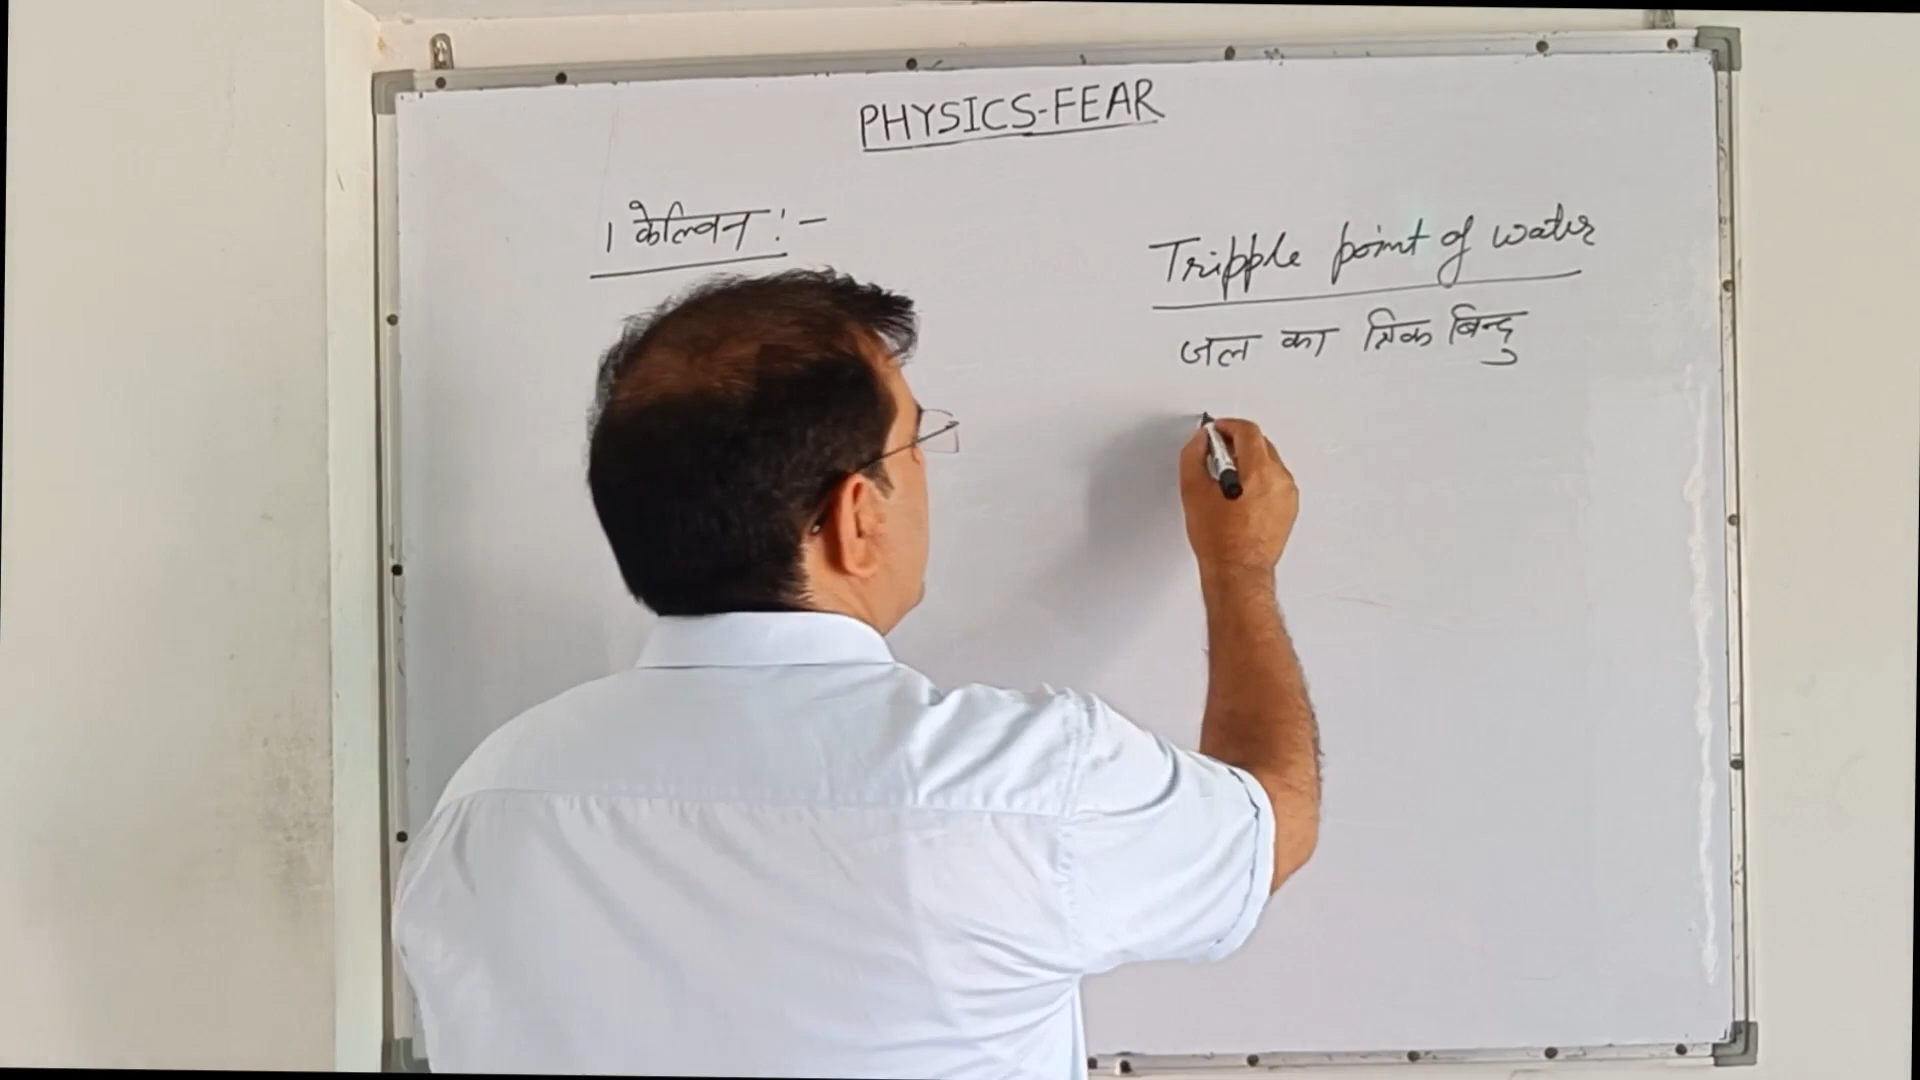 PHYSICS-FEAR
1 केल्विन :-
Tripple point of water
जल का त्रिक बिन्दु